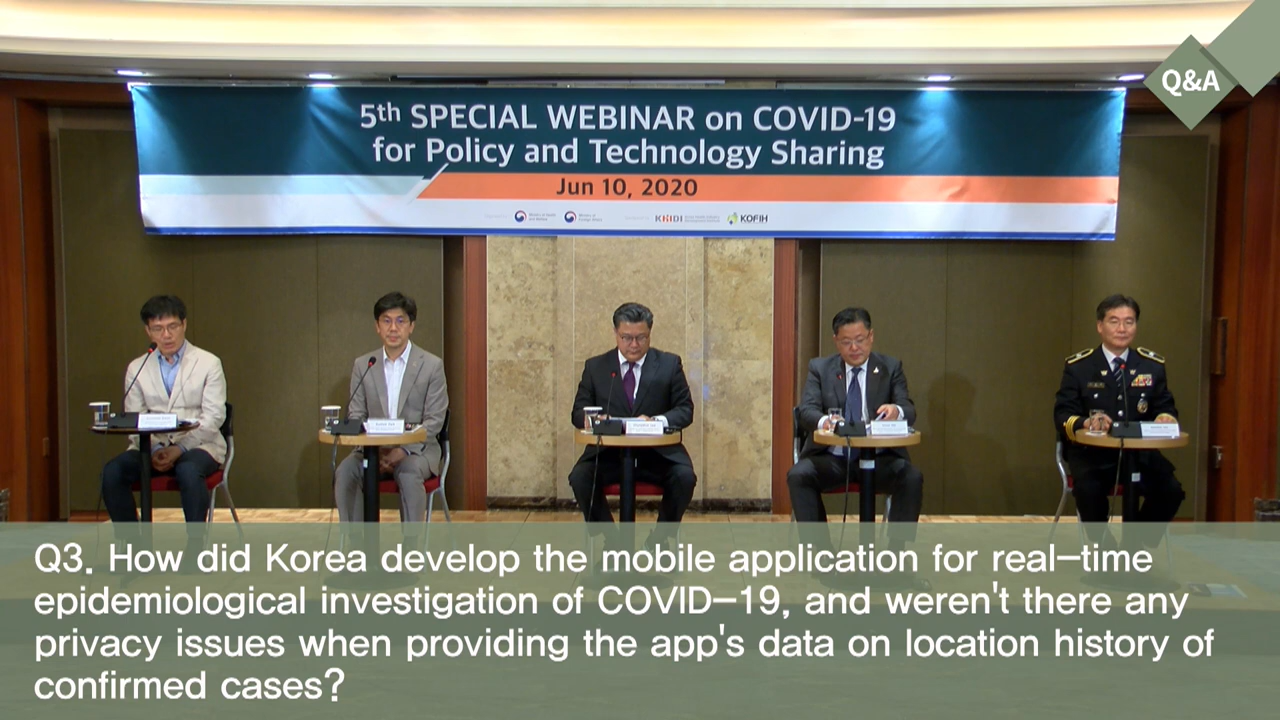 Q&A
5th SPECIAL WEBINAR on COVID-19
for Policy and Technology Sharing
Jun 10, 2020
KHIDI KOFIH
Q3. How did Korea develop the mobile application for real-time
epidemiological investigation of COVID-19, and weren't there any
privacy issues when providing the app's data on location history of
confirmed cases?